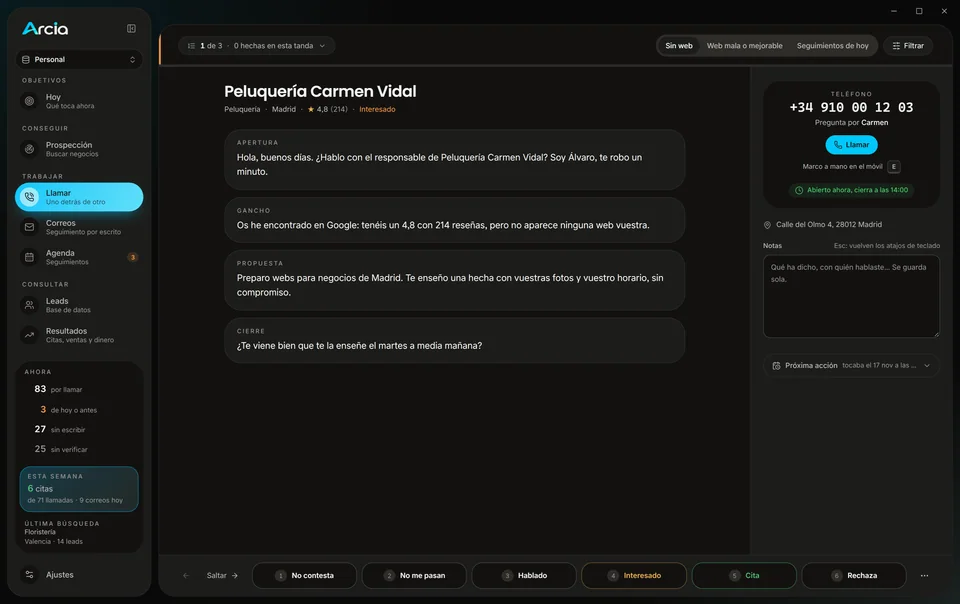 Arcia
Personal
OBJETIVOS
Hoy
Qué toca ahora
CONSEGUIR
Prospección
Buscar negocios
TRABAJAR
Llamar
Uno detrás de otro
Correos
Seguimiento por escrito
Agenda
Seguimientos
3
CONSULTAR
Leads
Base de datos
Resultados
Citas, ventas y dinero
AHORA
83 por llamar
3 de hoy o antes
27 sin escribir
25 sin verificar
ESTA SEMANA
6 citas
de 71 llamadas · 9 correos hoy
ÚLTIMA BÚSQUEDA
Floristería
Valencia · 14 leads
Ajustes
1 de 3 · 0 hechas en esta tanda
Sin web
Web mala o mejorable
Seguimientos de hoy
Filtrar
Peluquería Carmen Vidal
Peluquería · Madrid · ★ 4,8 (214) · Interesado
APERTURA
Hola, buenos días. ¿Hablo con el responsable de Peluquería Carmen Vidal? Soy Álvaro, te robo un
minuto.
GANCHO
Os he encontrado en Google: tenéis un 4,8 con 214 reseñas, pero no aparece ninguna web vuestra.
PROPUESTA
Preparo webs para negocios de Madrid. Te enseño una hecha con vuestras fotos y vuestro horario, sin
compromiso.
CIERRE
¿Te viene bien que te la enseñe el martes a media mañana?
TELÉFONO
+34 910 00 12 03
Pregunta por Carmen
Llamar
Marco a mano en el móvil E
Abierto ahora, cierra a las 14:00
Calle del Olmo 4, 28012 Madrid
Notas
Esc: vuelven los atajos de teclado
Qué ha dicho, con quién hablaste... Se guarda
sola.
Próxima acción tocaba el 17 nov a las ...
← Saltar →
1 No contesta
2 No me pasan
3 Hablado
4 Interesado
5 Cita
6 Rechaza
···